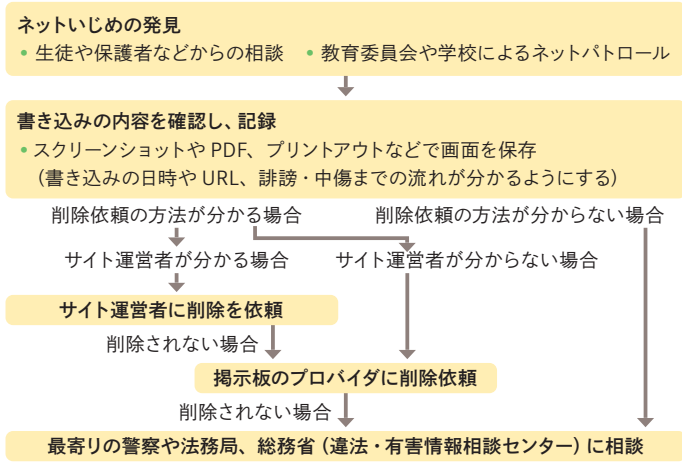 ネットいじめの発見
• 生徒や保護者などからの相談 • 教育委員会や学校によるネットパトロール
書き込みの内容を確認し、記録
• スクリーンショットや PDF、プリントアウトなどで画面を保存
（書き込みの日時や URL、誹謗・中傷までの流れが分かるようにする）
削除依頼の方法が分かる場合 削除依頼の方法が分からない場合
サイト運営者が分かる場合 サイト運営者が分からない場合
サイト運営者に削除を依頼
削除されない場合
掲示板のプロバイダに削除依頼
削除されない場合
最寄りの警察や法務局、総務省（違法・有害情報相談センター）に相談